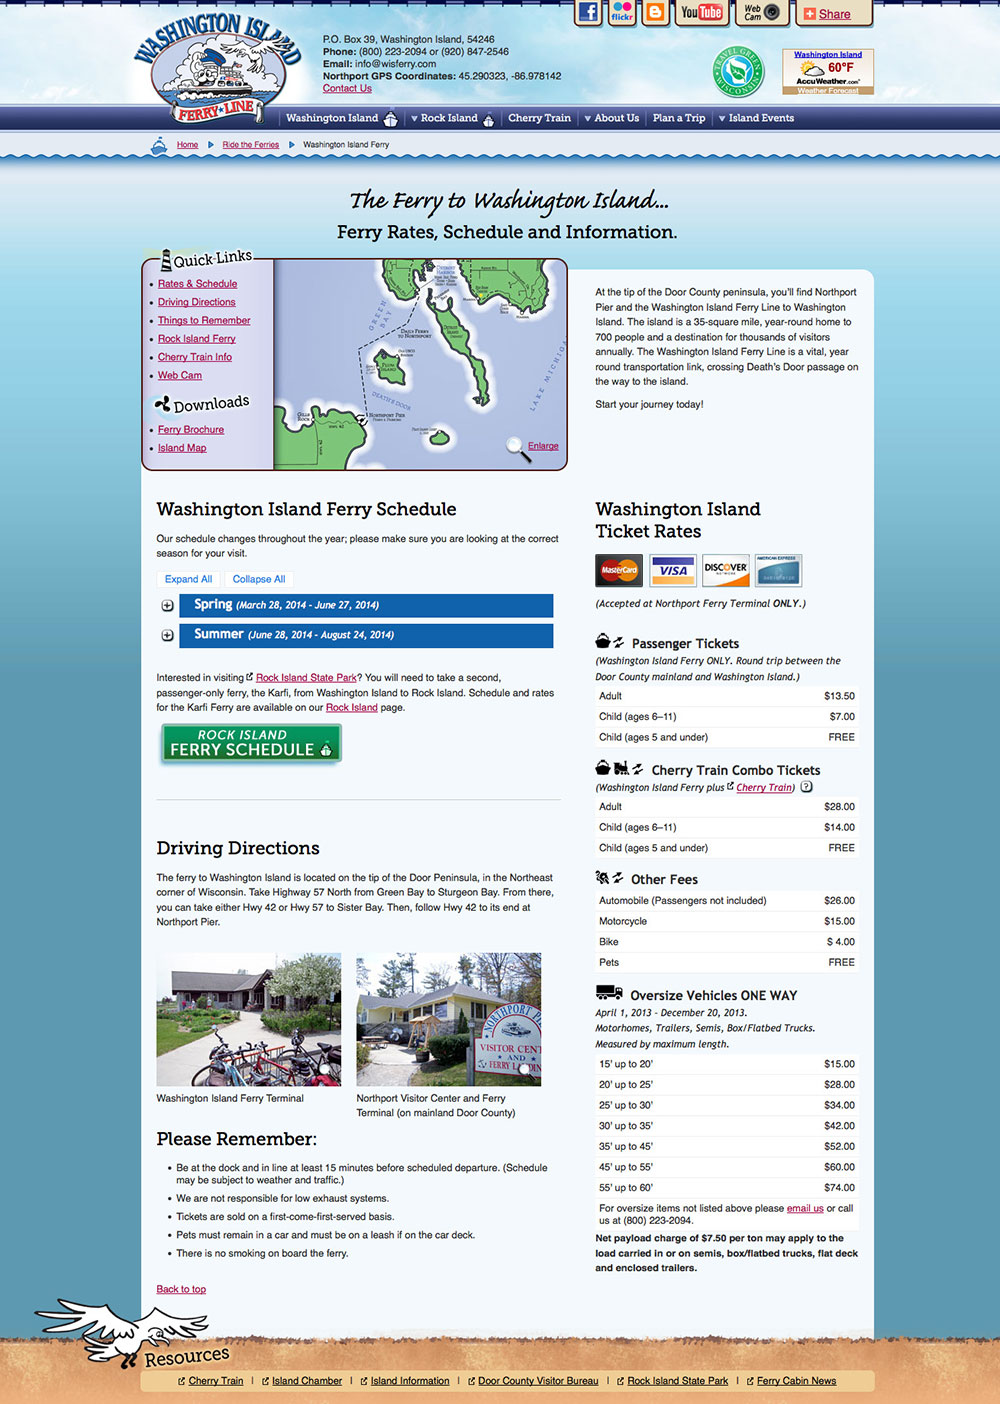 WASHINGTON ISLAND
FERRY LINE
P.O. Box 39, Washington Island, 54246
Phone: (800) 223-2094 or (920) 847-2546
Email: info@wisferry.com
Northport GPS Coordinates: 45.290323, -86.978142
Contact Us
flickr
You Tube
Web Cam
Share
TRAVEL GREEN WISCONSIN
Washington Island
60°F
AccuWeather.com
Weather Forecast
Washington Island
Rock Island
Cherry Train
About Us
Plan a Trip
Island Events
Home
Ride the Ferries
Washington Island Ferry
The Ferry to Washington Island...
Ferry Rates, Schedule and Information.
Quick Links
• Rates & Schedule
• Driving Directions
• Things to Remember
• Rock Island Ferry
• Cherry Train Info
• Web Cam
Downloads
• Ferry Brochure
• Island Map
GREEN BAY
DETROIT HARBOR
DAILY FERRY TO NORTHPORT
DETROIT ISLAND
PLUM ISLAND
DEATH'S DOOR
LAKE MICHIGAN
GILLS ROCK
NORTHPORT PIER
HWY. 42
Enlarge
At the tip of the Door County peninsula, you'll find Northport
Pier and the Washington Island Ferry Line to Washington
Island. The island is a 35-square mile, year-round home to
700 people and a destination for thousands of visitors
annually. The Washington Island Ferry Line is a vital, year
round transportation link, crossing Death's Door passage on
the way to the island.
Start your journey today!
Washington Island Ferry Schedule
Our schedule changes throughout the year; please make sure you are looking at the correct
season for your visit.
Expand All
Collapse All
Spring (March 28, 2014 - June 27, 2014)
Summer (June 28, 2014 - August 24, 2014)
Interested in visiting Rock Island State Park? You will need to take a second,
passenger-only ferry, the Karfi, from Washington Island to Rock Island. Schedule and rates
for the Karfi Ferry are available on our Rock Island page.
ROCK ISLAND
FERRY SCHEDULE
Driving Directions
The ferry to Washington Island is located on the tip of the Door Peninsula, in the Northeast
corner of Wisconsin. Take Highway 57 North from Green Bay to Sturgeon Bay. From there,
you can take either Hwy 42 or Hwy 57 to Sister Bay. Then, follow Hwy 42 to its end at
Northport Pier.
NORTHPORT PIER
VISITOR CENT
AND
FERRY LANDIN
Washington Island Ferry Terminal
Northport Visitor Center and Ferry
Terminal (on mainland Door County)
Please Remember:
• Be at the dock and in line at least 15 minutes before scheduled departure. (Schedule
may be subject to weather and traffic.)
• We are not responsible for low exhaust systems.
• Tickets are sold on a first-come-first-served basis.
• Pets must remain in a car and must be on a leash if on the car deck.
• There is no smoking on board the ferry.
Back to top
Washington Island
Ticket Rates
MasterCard
VISA
DISCOVER
NETWORK
AMERICAN EXPRESS
(Accepted at Northport Ferry Terminal ONLY.)
Passenger Tickets
(Washington Island Ferry ONLY. Round trip between the
Door County mainland and Washington Island.)
Adult $13.50
Child (ages 6–11) $7.00
Child (ages 5 and under) FREE
Cherry Train Combo Tickets
(Washington Island Ferry plus Cherry Train) ?
Adult $28.00
Child (ages 6–11) $14.00
Child (ages 5 and under) FREE
Other Fees
Automobile (Passengers not included) $26.00
Motorcycle $15.00
Bike $ 4.00
Pets FREE
Oversize Vehicles ONE WAY
April 1, 2013 - December 20, 2013.
Motorhomes, Trailers, Semis, Box/Flatbed Trucks.
Measured by maximum length.
15' up to 20' $15.00
20' up to 25' $28.00
25' up to 30' $34.00
30' up to 35' $42.00
35' up to 45' $52.00
45' up to 55' $60.00
55' up to 60' $74.00
For oversize items not listed above please email us or call
us at (800) 223-2094.
Net payload charge of $7.50 per ton may apply to the
load carried in or on semis, box/flatbed trucks, flat deck
and enclosed trailers.
Resources
Cherry Train | Island Chamber | Island Information | Door County Visitor Bureau | Rock Island State Park | Ferry Cabin News